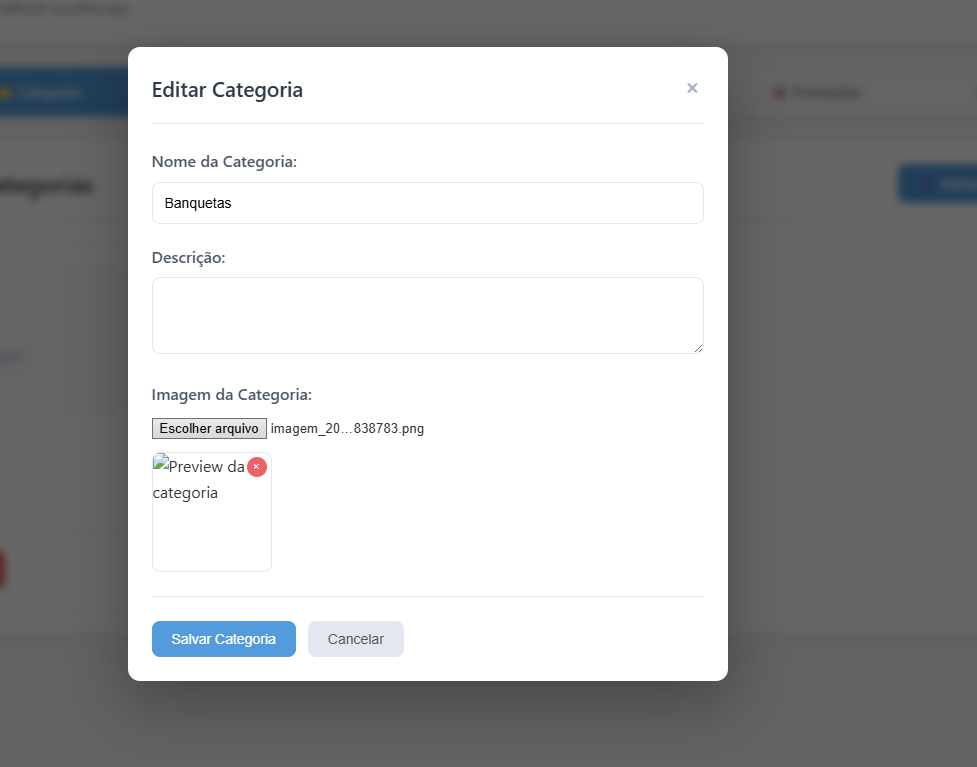 Editar Categoria
×
Nome da Categoria:
Banquetas
Descrição:
Imagem da Categoria:
Escolher arquivo imagem_20...838783.png
Preview da
×
categoria
Salvar Categoria
Cancelar